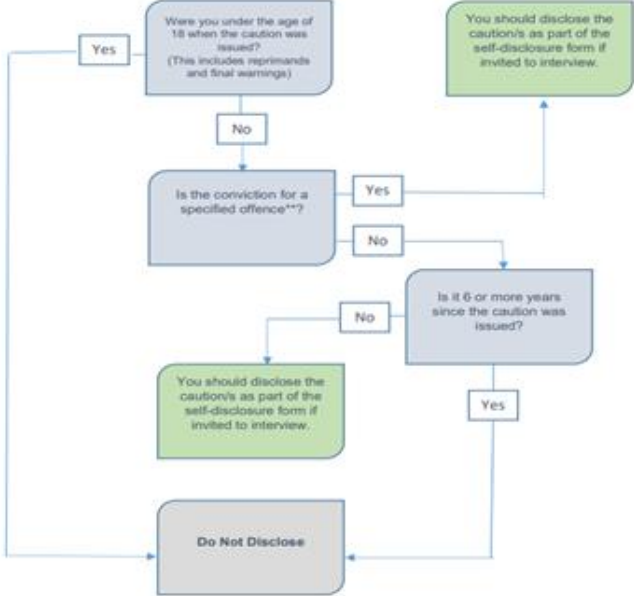 Were you under the age of
18 when the caution was
issued?
(This includes reprimands
and final warnings)
Yes
You should disclose the
caution/s as part of the
self-disclosure form if
invited to interview.
No
Is the conviction for a
specified offence**?
Yes
No
Is it 6 or more years
since the caution was
issued?
No
You should disclose the
caution/s as part of the
self-disclosure form if
invited to interview.
Yes
Do Not Disclose